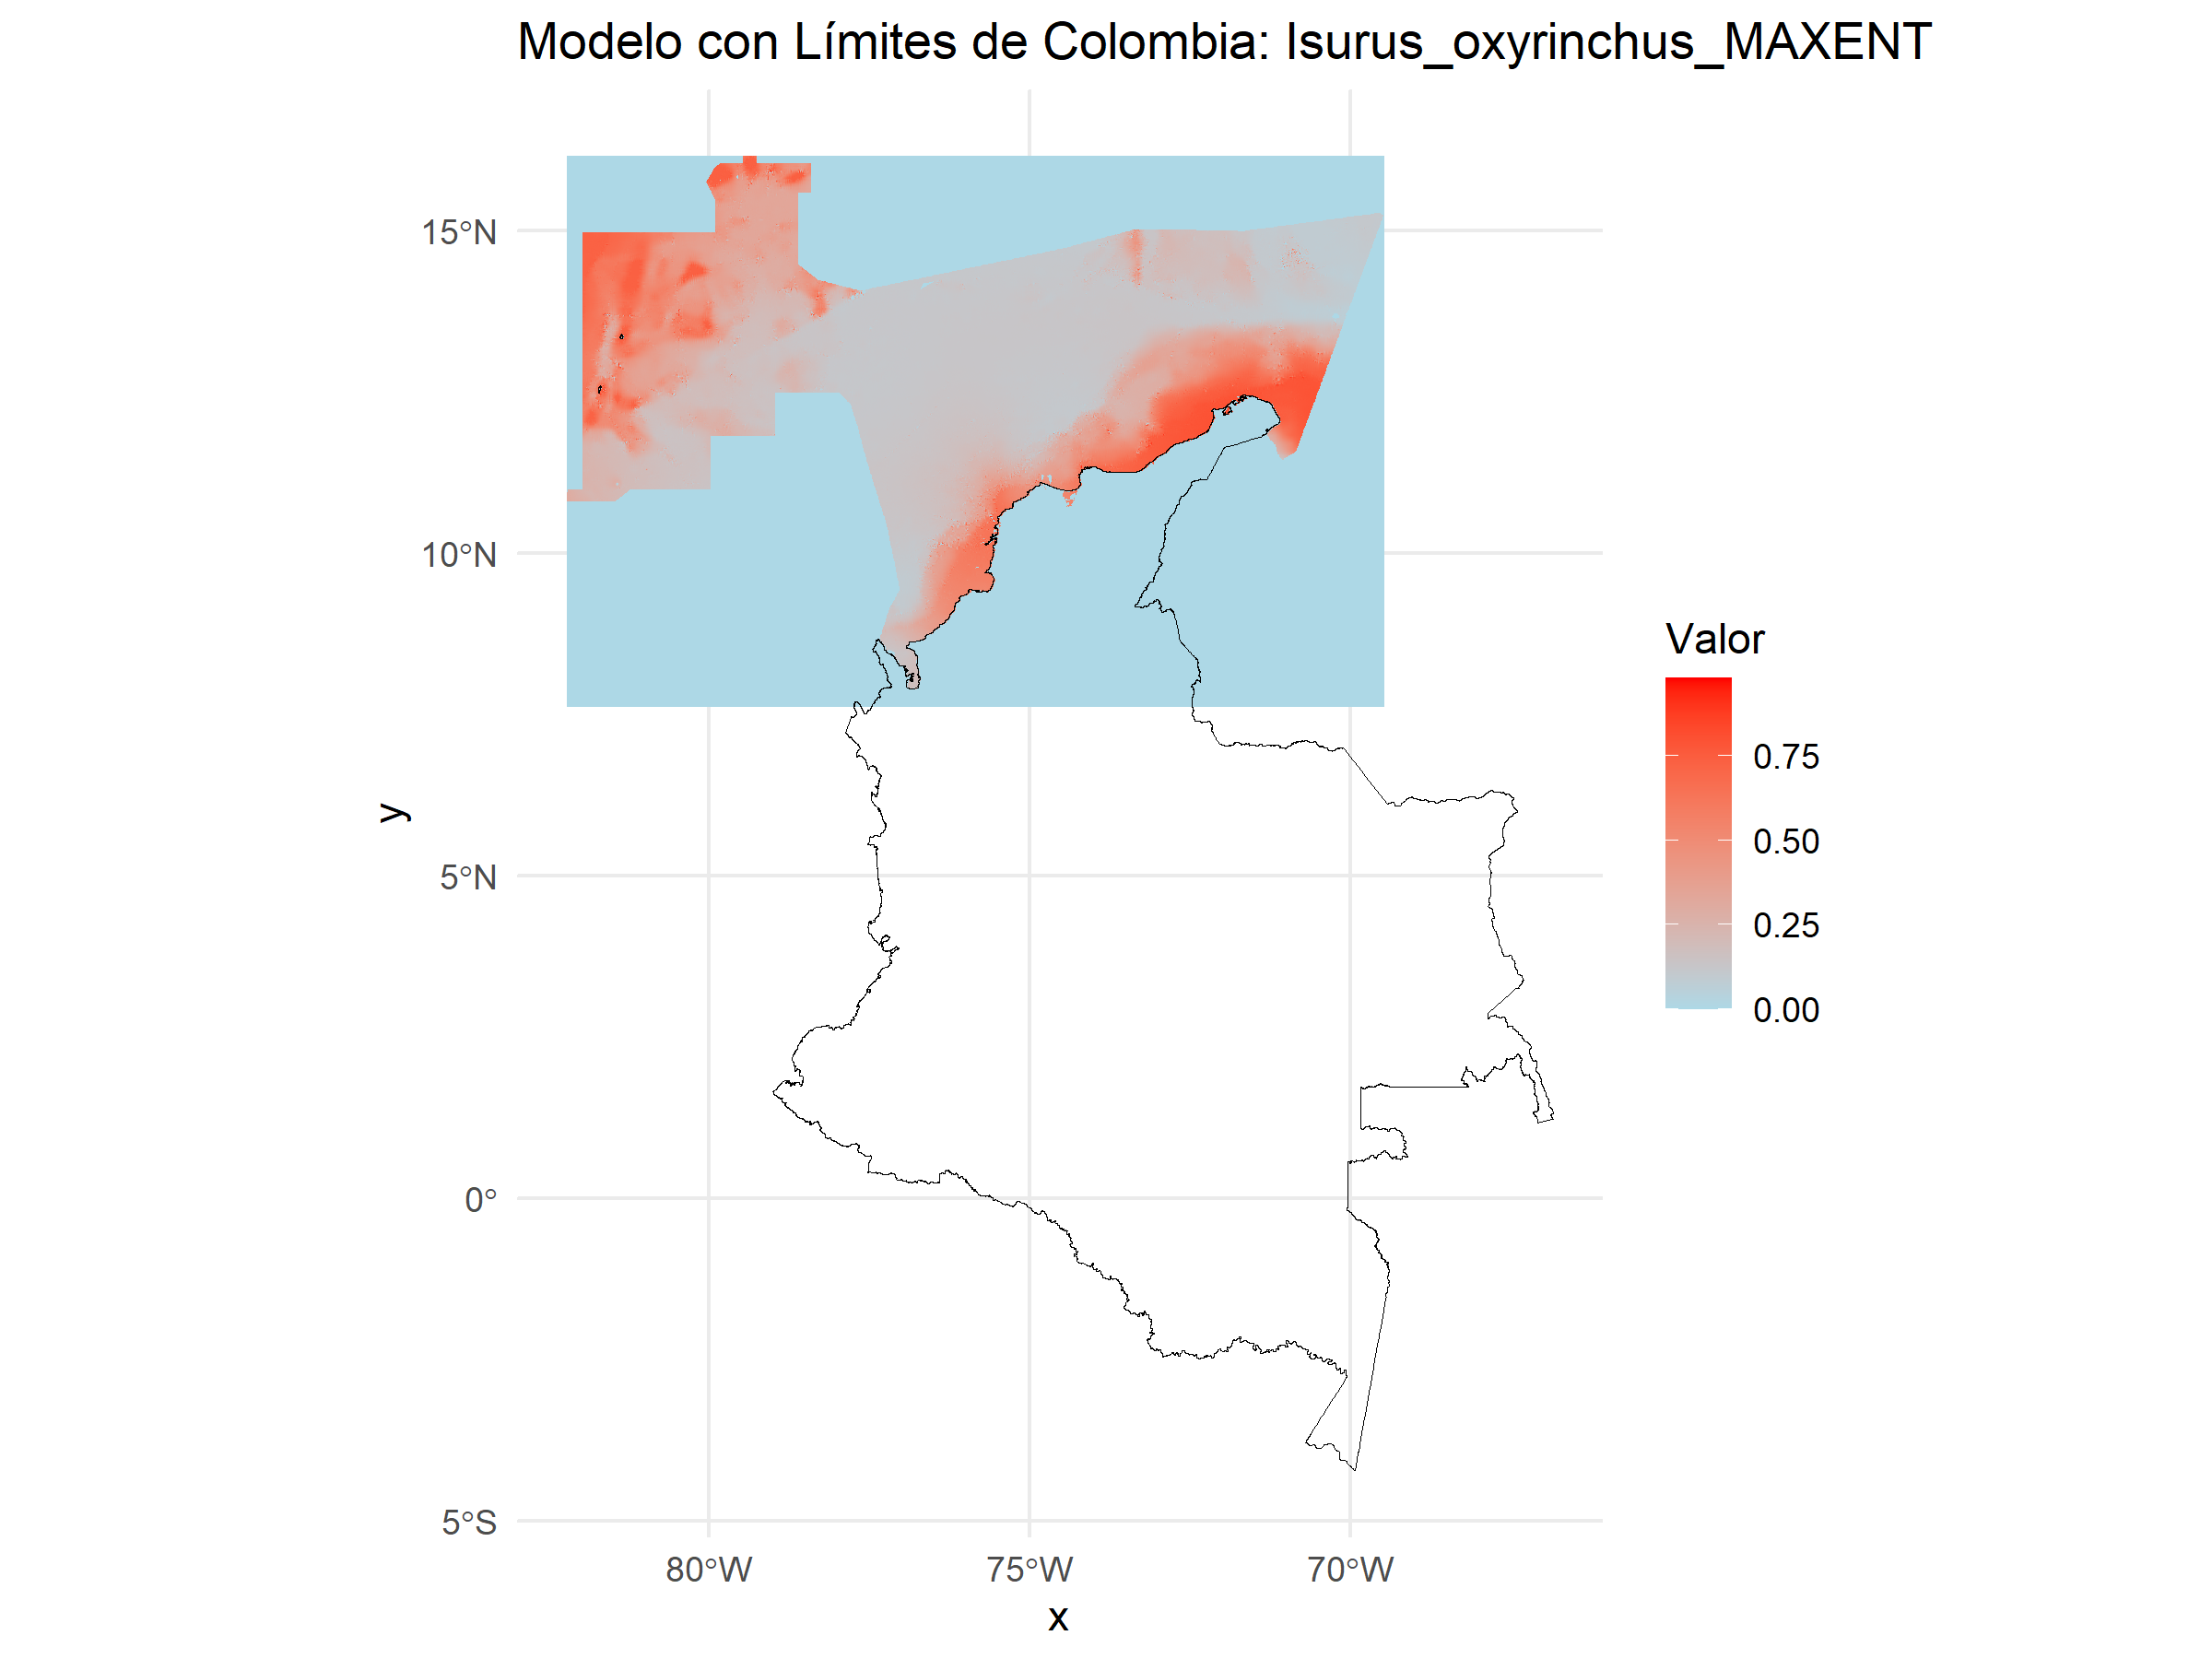 Modelo con Límites de Colombia: Isurus_oxyrinchus_MAXENT
15°N
10°N
5°N
0°
5°S
y
80°W
75°W
70°W
x
Valor
0.75
0.50
0.25
0.00